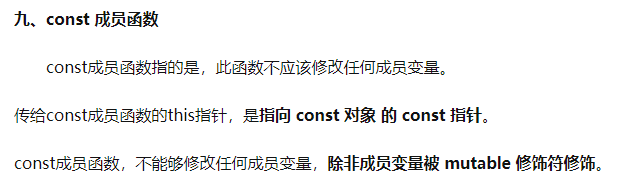 九、const 成员函数
const成员函数指的是，此函数不应该修改任何成员变量。
传给const成员函数的this指针，是指向 const 对象 的 const 指针。
const成员函数，不能够修改任何成员变量，除非成员变量被 mutable 修饰符修饰。